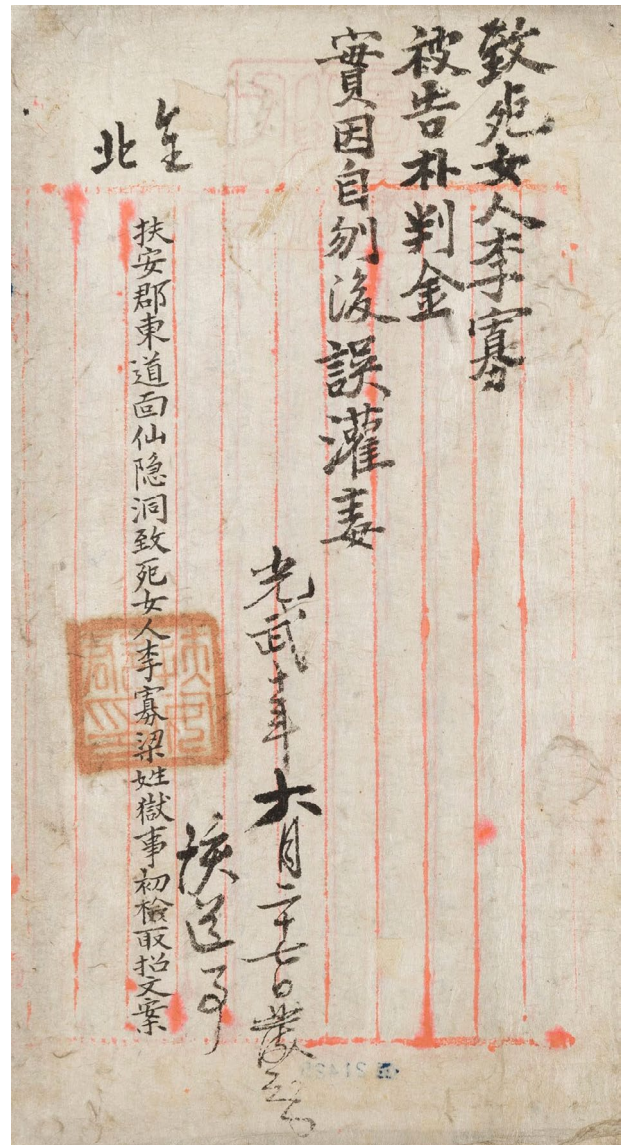 致死女人李寡
被告朴判金
實因自刎後誤灌毒
光武十年六月二十七日
全北
扶安郡東道面仙隐洞致死女人李寡梁姓獄事初檢取招文案